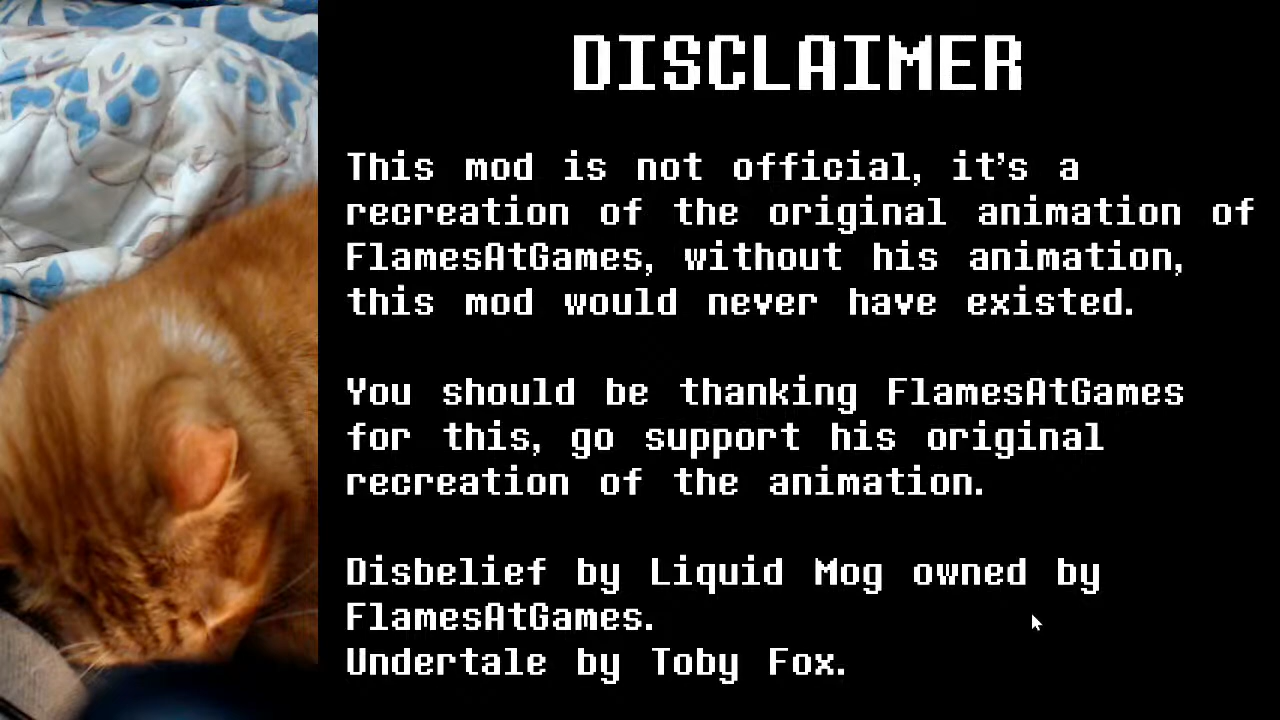 DISCLAIMER
This mod is not official, it's a
recreation of the original animation of
FlamesAtGames, without his animation,
this mod would never have existed.
You should be thanking FlamesAtGames
for this, go support his original
recreation of the animation.
Disbelief by Liquid Mog owned by
FlamesAtGames.
Undertale by Toby Fox.